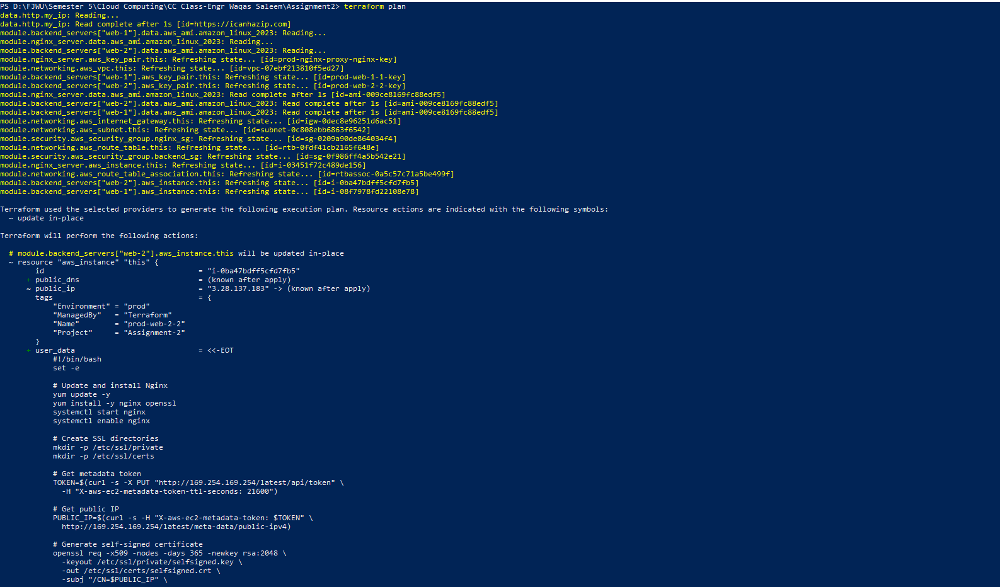 PS D:\FJWU\Semester 5\Cloud Computing\CC Class-Engr Waqas Saleem\Assignment2> terraform plan
data.http.my_ip: Reading...
data.http.my_ip: Read complete after 1s [id=https://icanhazip.com]
module.backend_servers["web-1"].data.aws_ami.amazon_linux_2023: Reading...
module.nginx_server.data.aws_ami.amazon_linux_2023: Reading...
module.backend_servers["web-2"].data.aws_ami.amazon_linux_2023: Reading...
module.nginx_server.aws_key_pair.this: Refreshing state... [id=prod-nginx-proxy-nginx-key]
module.networking.aws_vpc.this: Refreshing state... [id=vpc-07ebf213810f5ed27]
module.backend_servers["web-1"].aws_key_pair.this: Refreshing state... [id=prod-web-1-1-key]
module.backend_servers["web-2"].aws_key_pair.this: Refreshing state... [id=prod-web-2-2-key]
module.nginx_server.data.aws_ami.amazon_linux_2023: Read complete after 1s [id=ami-009ce8169fc88edf5]
module.backend_servers["web-2"].data.aws_ami.amazon_linux_2023: Read complete after 1s [id=ami-009ce8169fc88edf5]
module.backend_servers["web-1"].data.aws_ami.amazon_linux_2023: Read complete after 1s [id=ami-009ce8169fc88edf5]
module.networking.aws_internet_gateway.this: Refreshing state... [id=igw-0dec8e96251d6ac51]
module.networking.aws_subnet.this: Refreshing state... [id=subnet-0c808ebb6863f6542]
module.security.aws_security_group.nginx_sg: Refreshing state... [id=sg-0209a90de864034f4]
module.networking.aws_route_table.this: Refreshing state... [id=rtb-0fdf41cb2165f648e]
module.security.aws_security_group.backend_sg: Refreshing state... [id=sg-0f986ff4a5b542e21]
module.nginx_server.aws_instance.this: Refreshing state... [id=i-03451f72c489de156]
module.networking.aws_route_table_association.this: Refreshing state... [id=rtbassoc-0a5c57c71a5be499f]
module.backend_servers["web-2"].aws_instance.this: Refreshing state... [id=i-0ba47bdff5cfd7fb5]
module.backend_servers["web-1"].aws_instance.this: Refreshing state... [id=i-08f7978fd22108e78]
Terraform used the selected providers to generate the following execution plan. Resource actions are indicated with the following symbols:
  ~ update in-place
Terraform will perform the following actions:
  # module.backend_servers["web-2"].aws_instance.this will be updated in-place
  ~ resource "aws_instance" "this" {
        id                                   = "i-0ba47bdff5cfd7fb5"
      + public_dns                           = (known after apply)
      ~ public_ip                            = "3.28.137.183" -> (known after apply)
        tags                                 = {
            "Environment" = "prod"
            "ManagedBy"   = "Terraform"
            "Name"        = "prod-web-2-2"
            "Project"     = "Assignment-2"
        }
      + user_data                            = <<-EOT
            #!/bin/bash
            set -e
            # Update and install Nginx
            yum update -y
            yum install -y nginx openssl
            systemctl start nginx
            systemctl enable nginx
            # Create SSL directories
            mkdir -p /etc/ssl/private
            mkdir -p /etc/ssl/certs
            # Get metadata token
            TOKEN=$(curl -s -X PUT "http://169.254.169.254/latest/api/token" \
              -H "X-aws-ec2-metadata-token-ttl-seconds: 21600")
            # Get public IP
            PUBLIC_IP=$(curl -s -H "X-aws-ec2-metadata-token: $TOKEN" \
              http://169.254.169.254/latest/meta-data/public-ipv4)
            # Generate self-signed certificate
            openssl req -x509 -nodes -days 365 -newkey rsa:2048 \
              -keyout /etc/ssl/private/selfsigned.key \
              -out /etc/ssl/certs/selfsigned.crt \
              -subj "/CN=$PUBLIC_IP" \